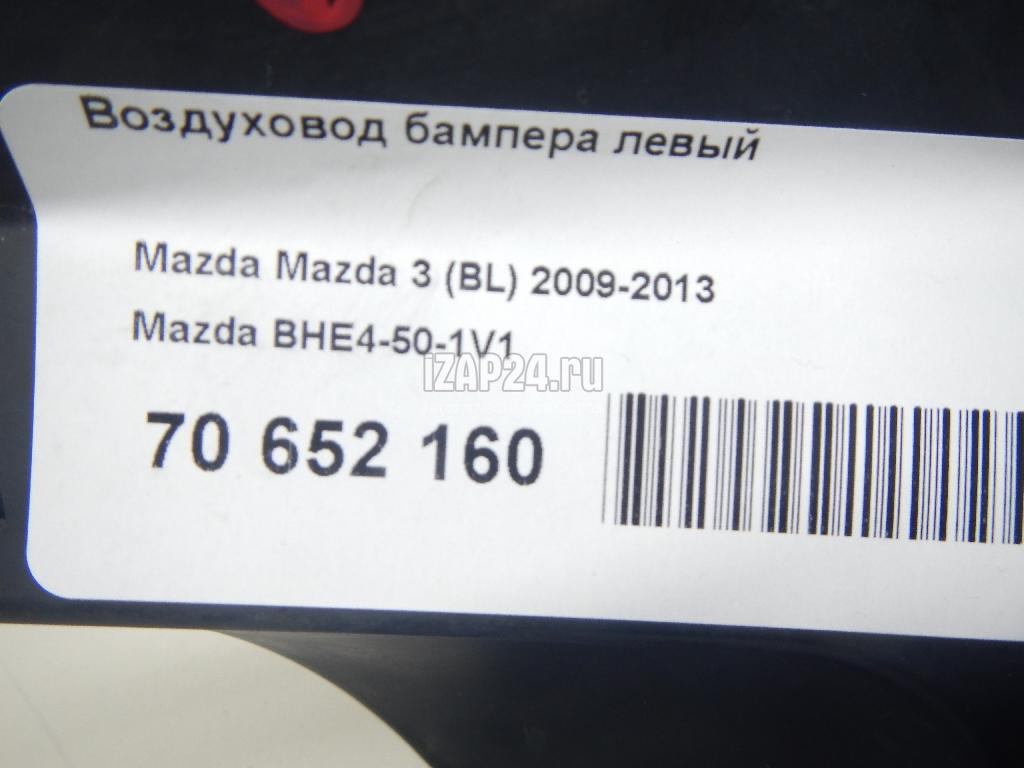 Воздуховод бампера левый
Mazda Mazda 3 (BL) 2009-2013
Mazda BHE4-50-1V1
iZAP24.ru
70 652 160